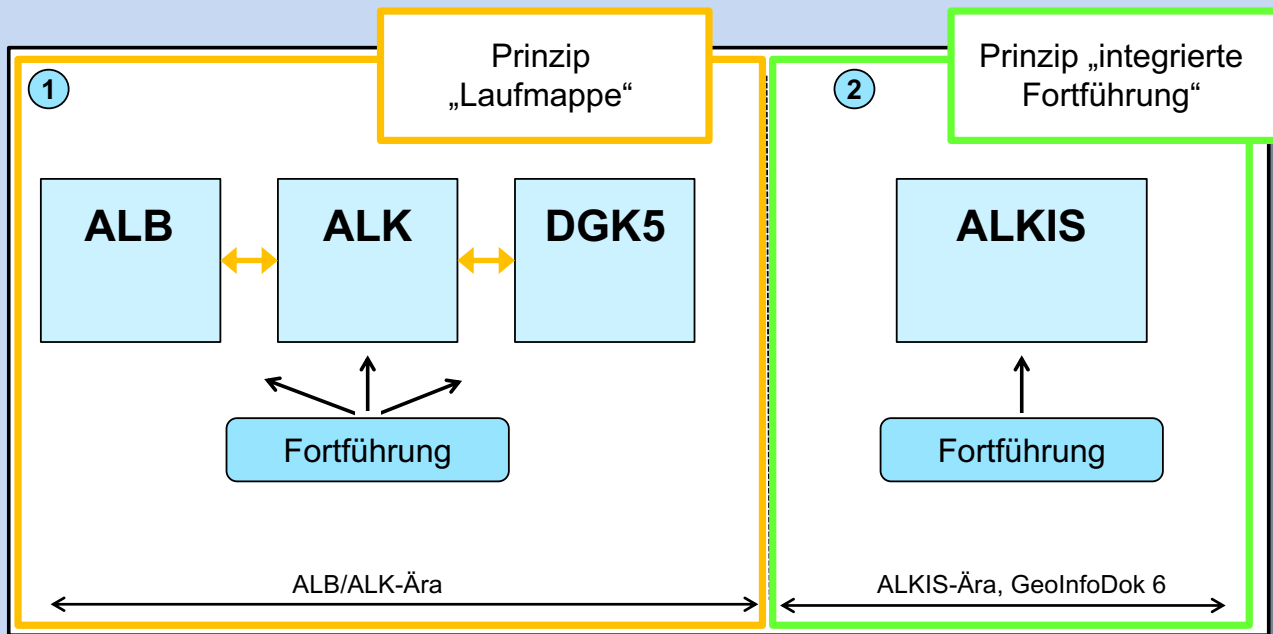 1
Prinzip
„Laufmappe“
ALB
ALK
DGK5
Fortführung
ALB/ALK-Ära
2
Prinzip „integrierte
Fortführung“
ALKIS
Fortführung
ALKIS-Ära, GeoInfoDok 6